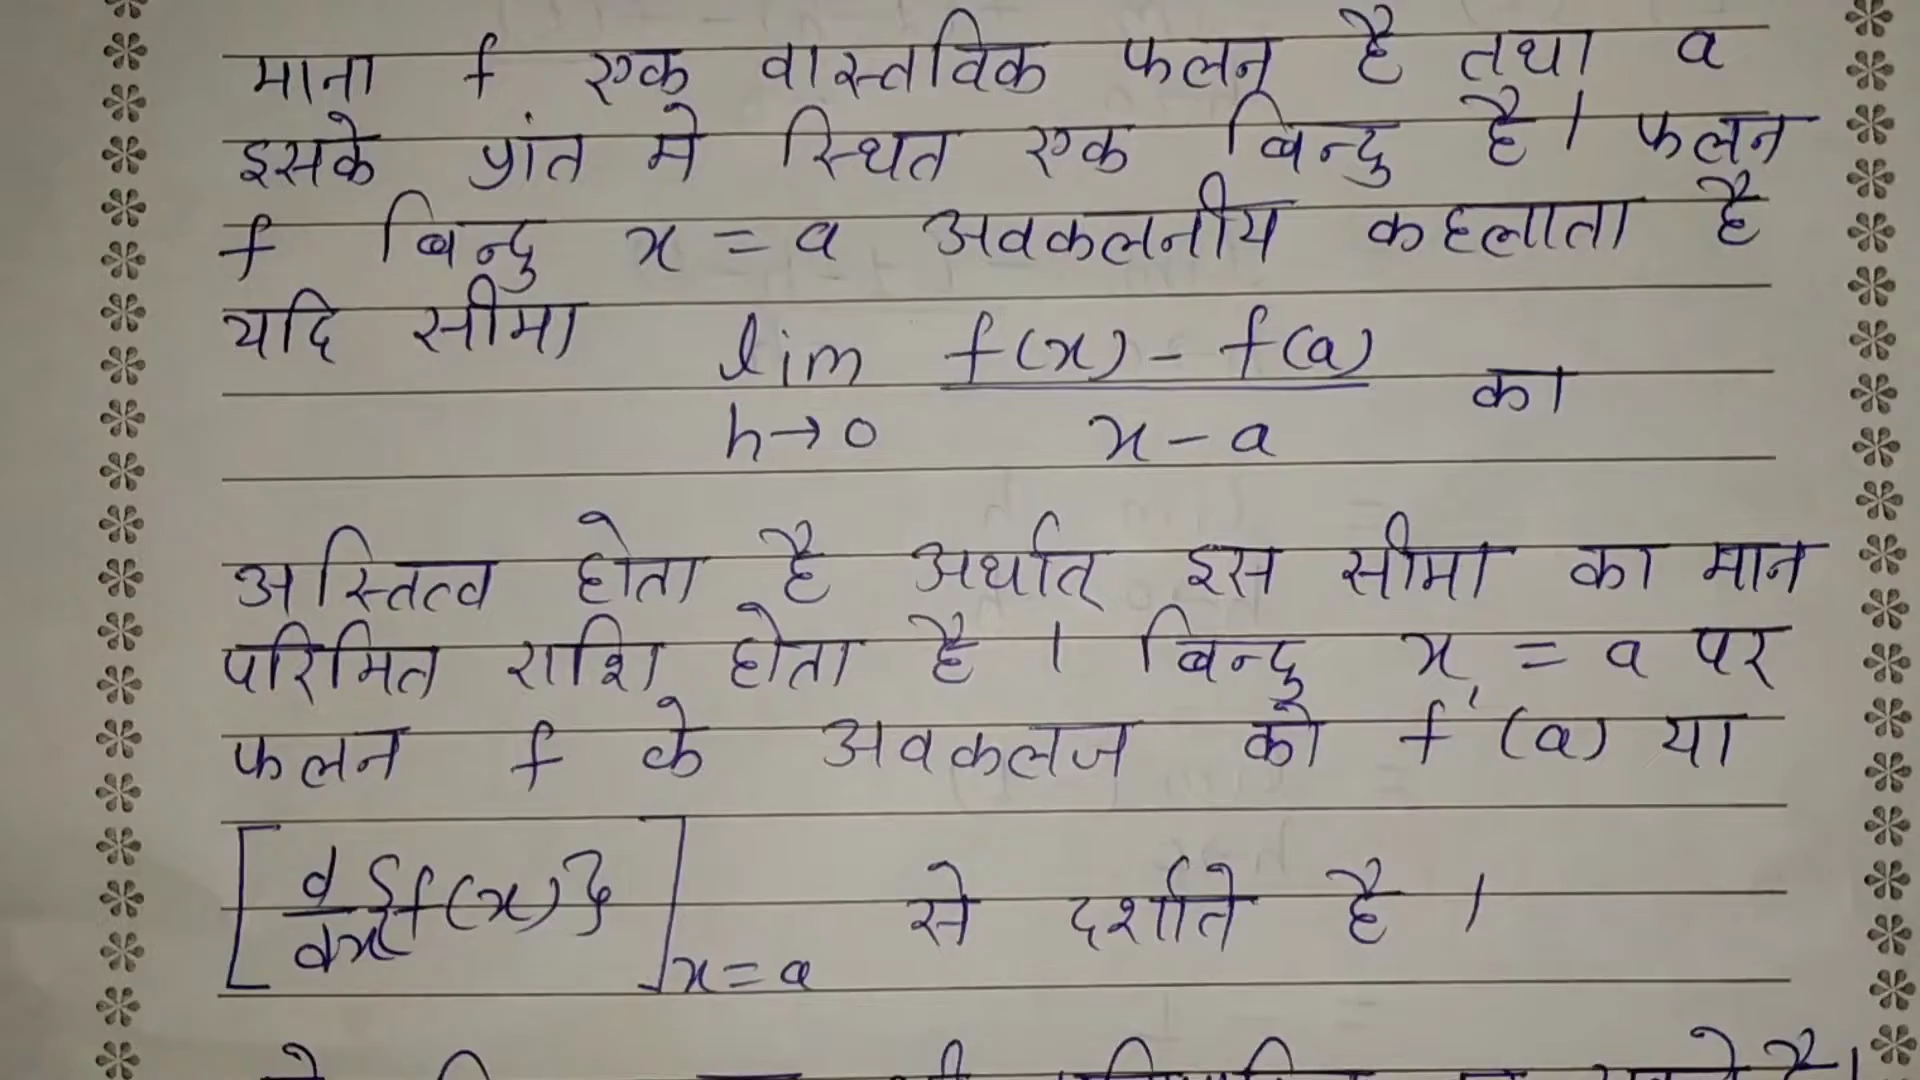 माना f एक वास्तविक फलन है तथा a
इसके प्रांत मे स्थित एक बिन्दु है। फलन
f बिन्दु x = a अवकलनीय कहलाता है
यदि सीमा lim f(x) - f(a) का
h→0 x - a
अस्तित्व होता है अर्थात् इस सीमा का मान
परिमित राशि होता है । बिन्दु x = a पर
फलन f के अवकलज को f'(a) या
[d/dx {f(x)}]x=a से दर्शाते है ।